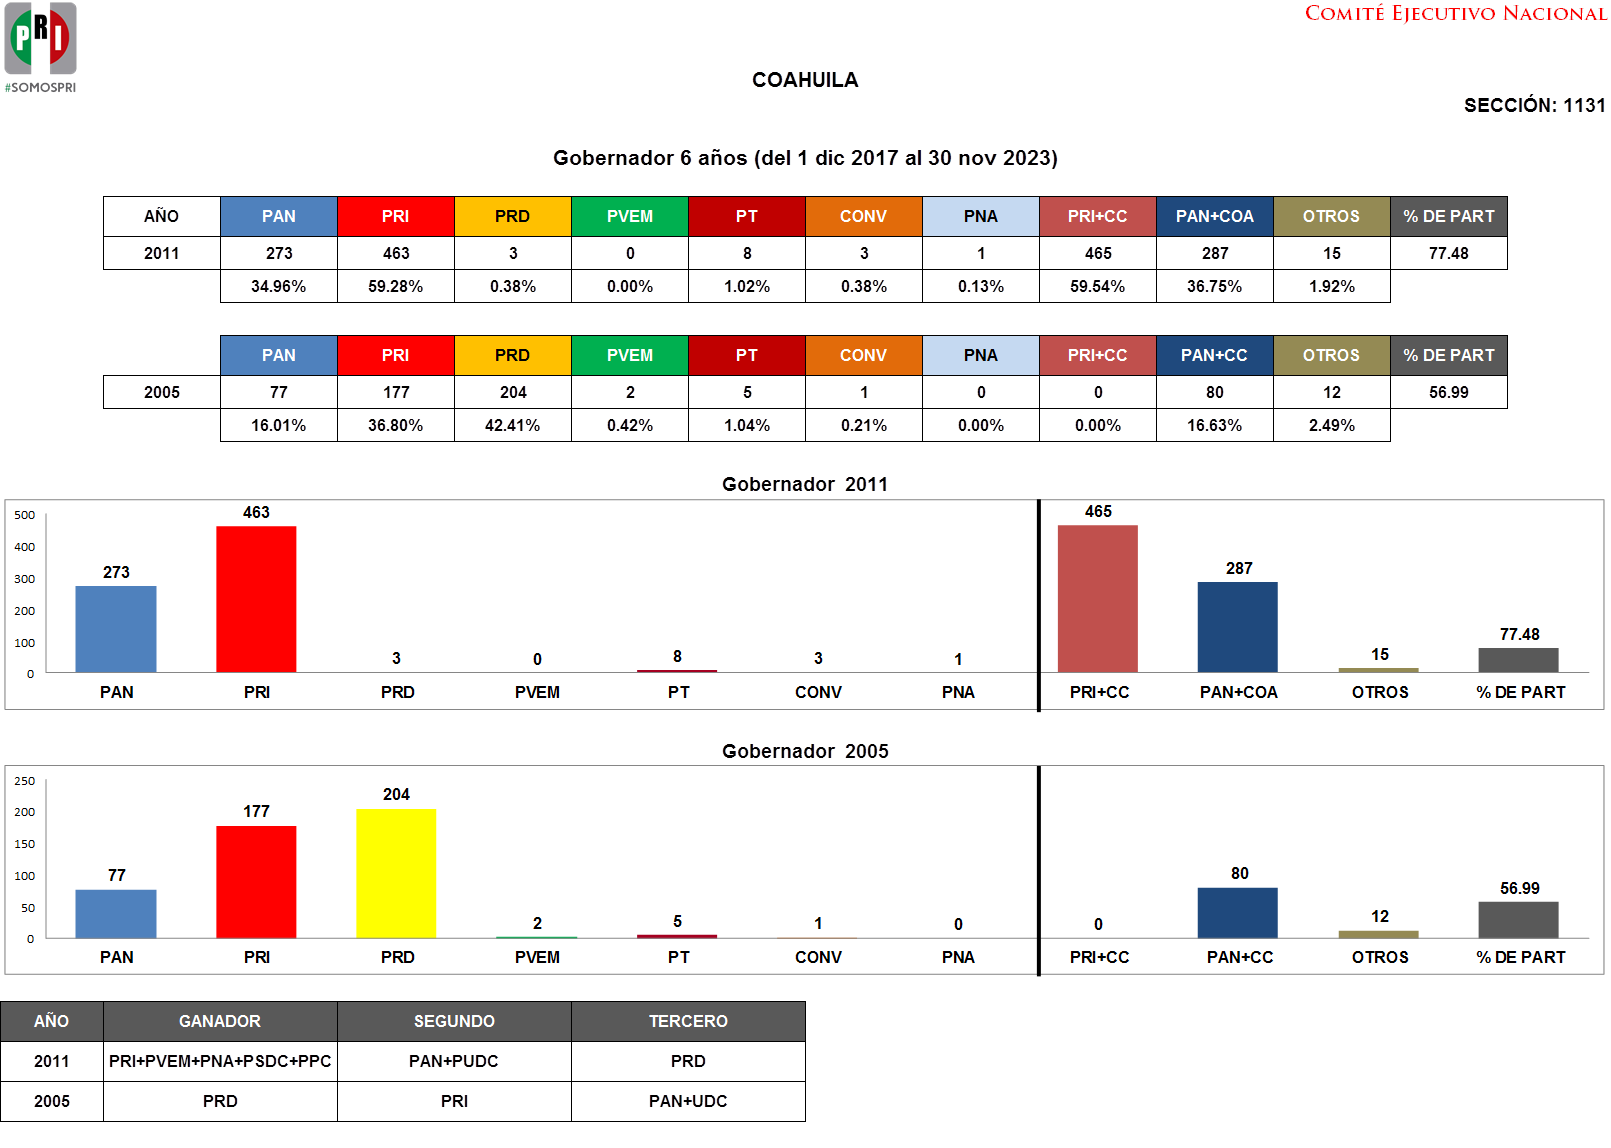 PRI
#SOMOSPRI
COMITÉ EJECUTIVO NACIONAL
COAHUILA
SECCIÓN: 1131
Gobernador 6 años (del 1 dic 2017 al 30 nov 2023)
AÑO PAN PRI PRD PVEM PT CONV PNA PRI+CC PAN+COA OTROS % DE PART
2011 273 463 3 0 8 3 1 465 287 15 77.48
34.96% 59.28% 0.38% 0.00% 1.02% 0.38% 0.13% 59.54% 36.75% 1.92%
PAN PRI PRD PVEM PT CONV PNA PRI+CC PAN+CC OTROS % DE PART
2005 77 177 204 2 5 1 0 0 80 12 56.99
16.01% 36.80% 42.41% 0.42% 1.04% 0.21% 0.00% 0.00% 16.63% 2.49%
Gobernador 2011
500
400
300
200
100
0
273 463 3 0 8 3 1 465 287 15 77.48
PAN PRI PRD PVEM PT CONV PNA PRI+CC PAN+COA OTROS % DE PART
Gobernador 2005
250
200
150
100
50
0
77 177 204 2 5 1 0 0 80 12 56.99
PAN PRI PRD PVEM PT CONV PNA PRI+CC PAN+CC OTROS % DE PART
AÑO GANADOR SEGUNDO TERCERO
2011 PRI+PVEM+PNA+PSDC+PPC PAN+PUDC PRD
2005 PRD PRI PAN+UDC